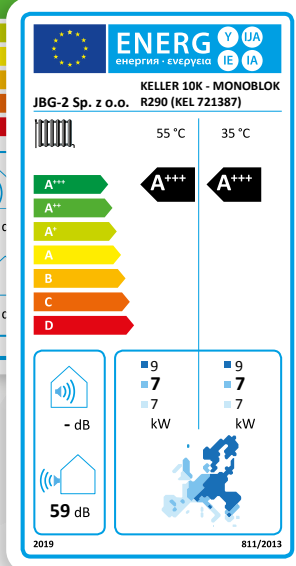 ENERG Y IJA
енергия · ενεργεια IE IA
JBG-2 Sp. z o.o. KELLER 10K - MONOBLOK
R290 (KEL 721387)
55 °C 35 °C
A+++ A+++ A+++
A++
A+
A
B
C
D
9 9
7 7
7 7
kW kW
- dB
59 dB
2019 811/2013